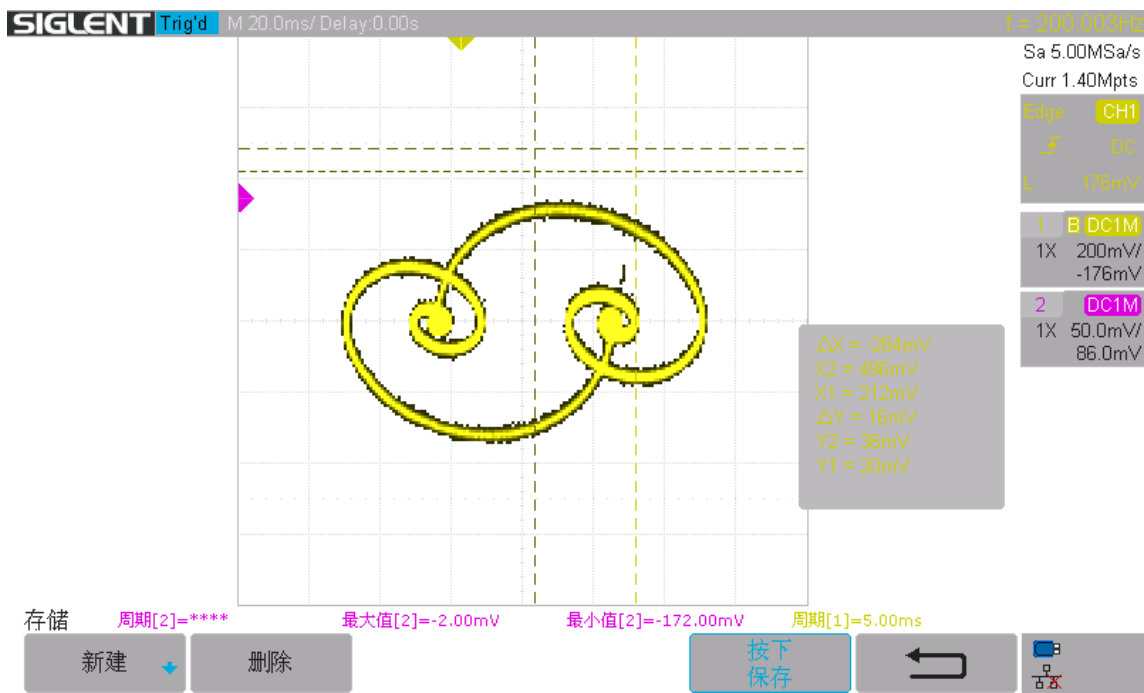 SIGLENT Trig'd M 20.0ms/ Delay:0.00s f = 200.003Hz
Sa 5.00MSa/s
Curr 1.40Mpts
Edge CH1
DC
L 176mV
1 B DC1M
1X 200mV/
-176mV
2 DC1M
1X 50.0mV/
86.0mV
ΔX = -284mV
X2 = 496mV
X1 = 212mV
ΔY = 16mV
Y2 = 36mV
Y1 = 20mV
存储 周期[2]=**** 最大值[2]=-2.00mV 最小值[2]=-172.00mV 周期[1]=5.00ms
新建 删除 按下
保存